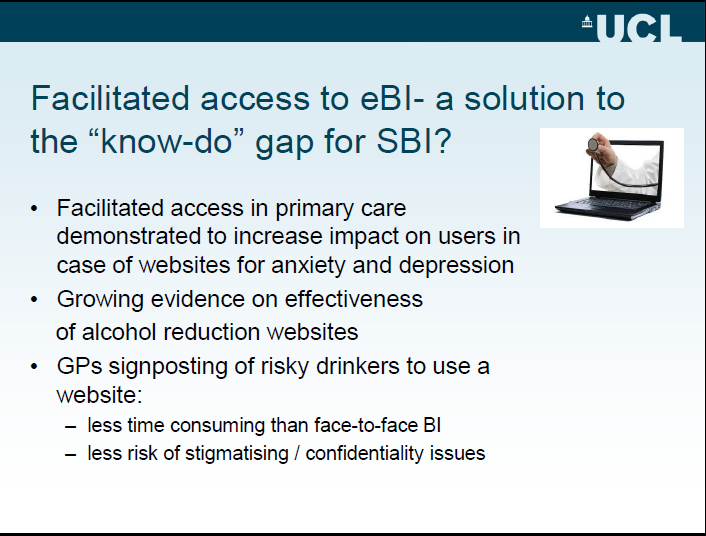 UCL
Facilitated access to eBI- a solution to
the “know-do” gap for SBI?
• Facilitated access in primary care
demonstrated to increase impact on users in
case of websites for anxiety and depression
• Growing evidence on effectiveness
of alcohol reduction websites
• GPs signposting of risky drinkers to use a
website:
– less time consuming than face-to-face BI
– less risk of stigmatising / confidentiality issues